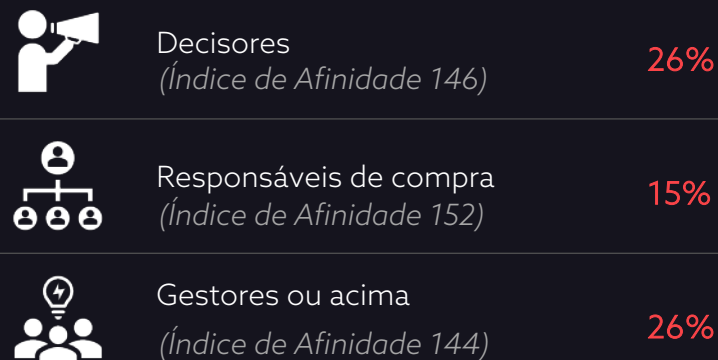 Decisores
(Índice de Afinidade 146)
26%
Responsáveis de compra
(Índice de Afinidade 152)
15%
Gestores ou acima
(Índice de Afinidade 144)
26%